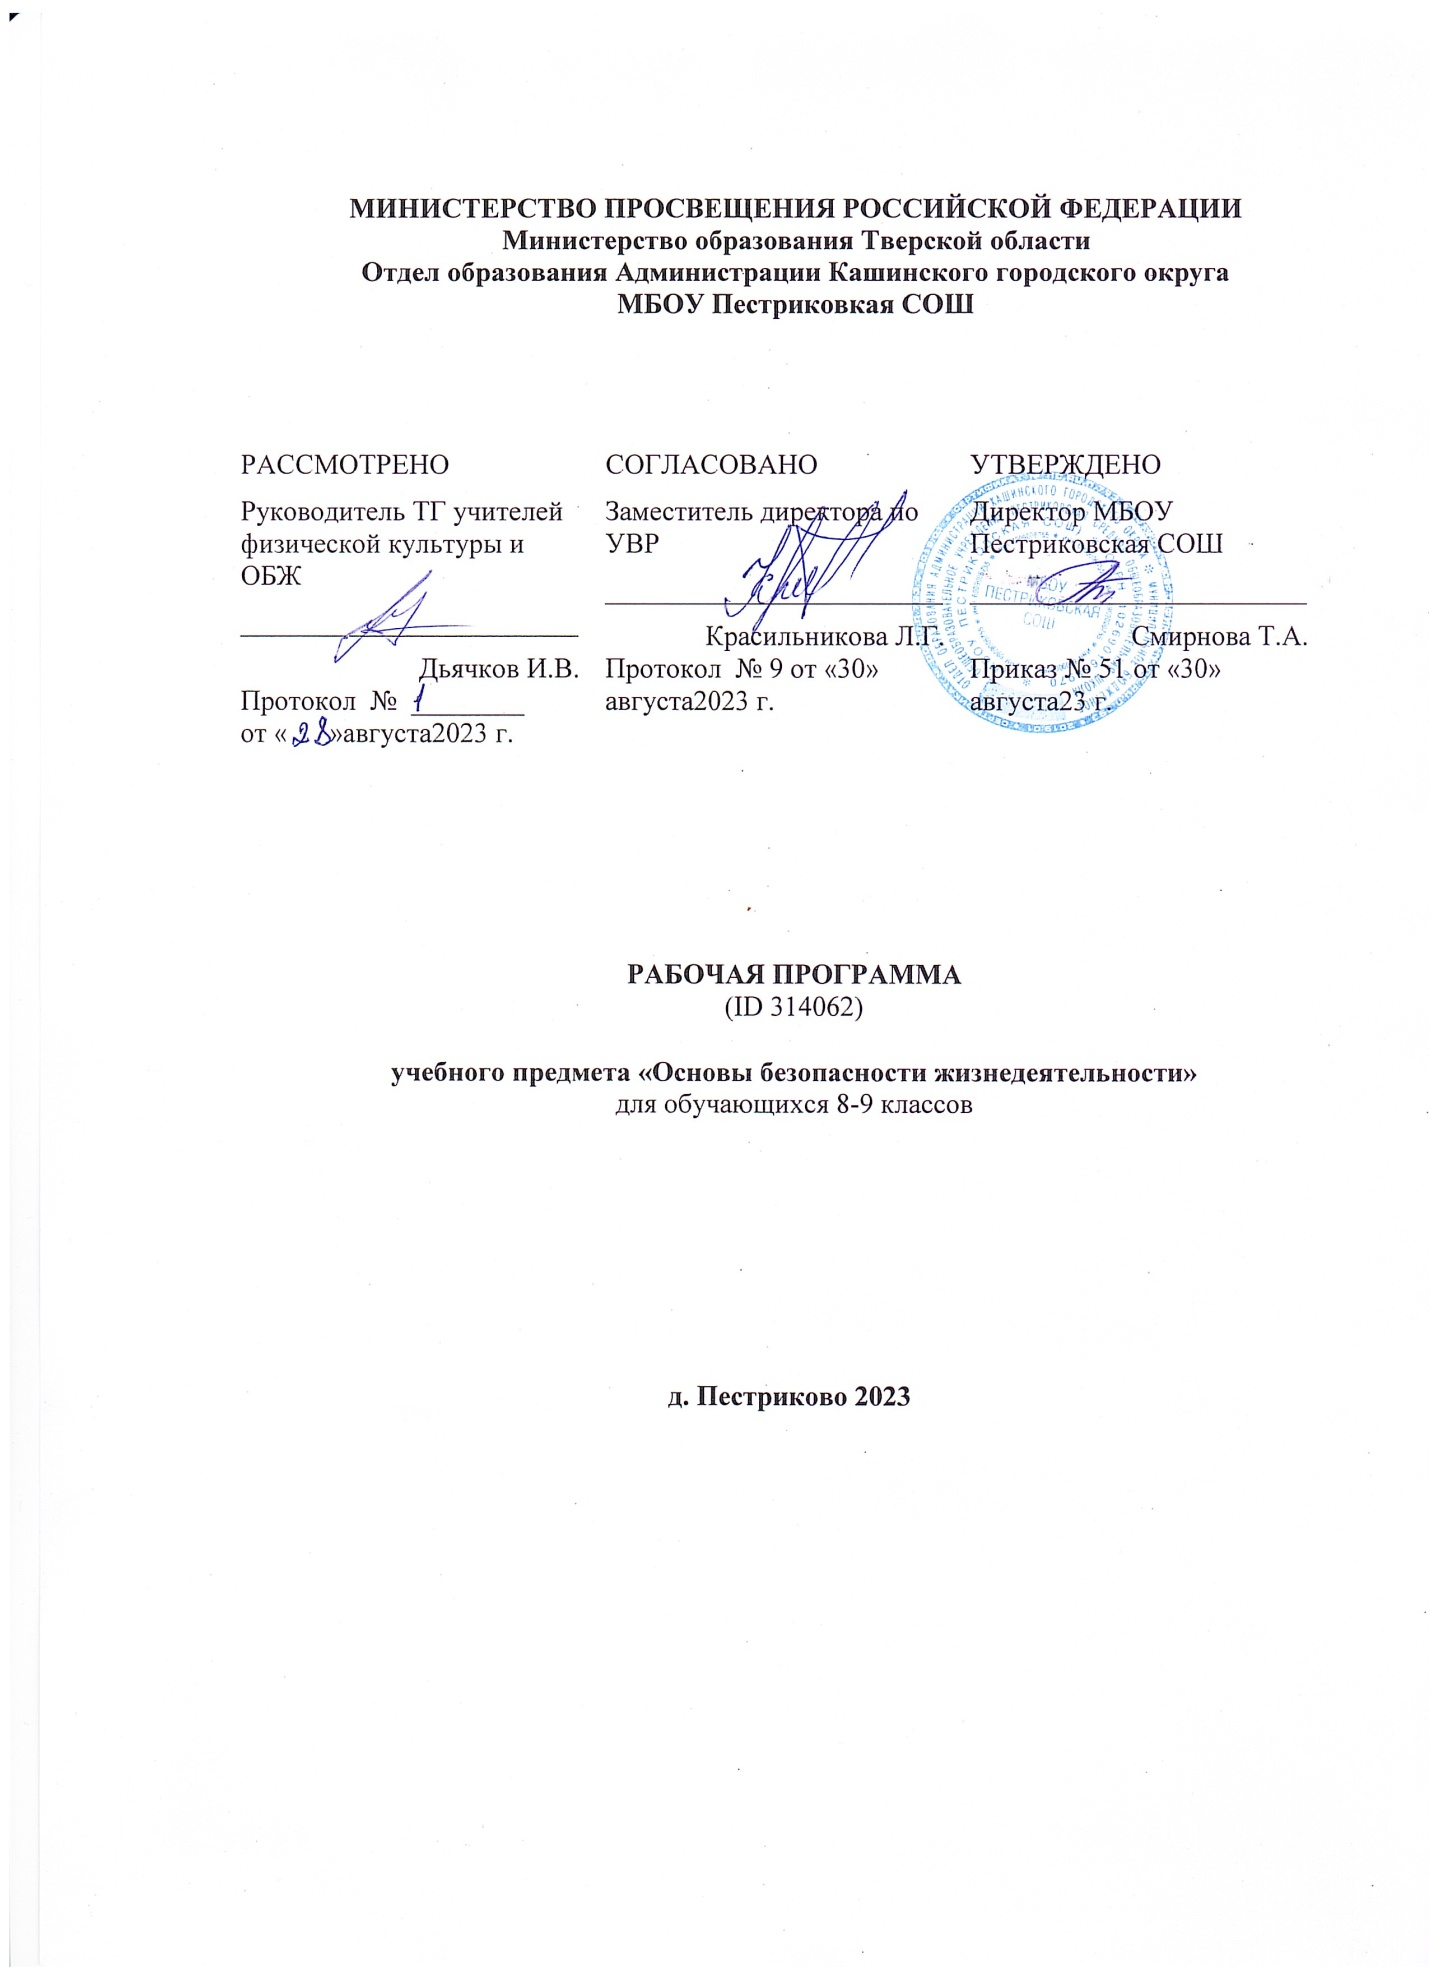 МИНИСТЕРСТВО ПРОСВЕЩЕНИЯ РОССИЙСКОЙ ФЕДЕРАЦИИ
Министерство образования Тверской области
Отдел образования Администрации Кашинского городского округа
МБОУ Пестриковкая СОШ
РАССМОТРЕНО
Руководитель ТГ учителей
физической культуры и
ОБЖ
Дьячков И.В.
Протокол № 1
от «28»августа2023 г.
СОГЛАСОВАНО
Заместитель директора по
УВР
Красильникова Л.Г.
Протокол № 9 от «30»
августа2023 г.
УТВЕРЖДЕНО
Директор МБОУ
Пестриковская СОШ
Смирнова Т.А.
Приказ № 51 от «30»
августа23 г.
МБОУ
ПЕСТРИКОВСКАЯ
СОШ
РАБОЧАЯ ПРОГРАММА
(ID 314062)
учебного предмета «Основы безопасности жизнедеятельности»
для обучающихся 8-9 классов
д. Пестриково 2023